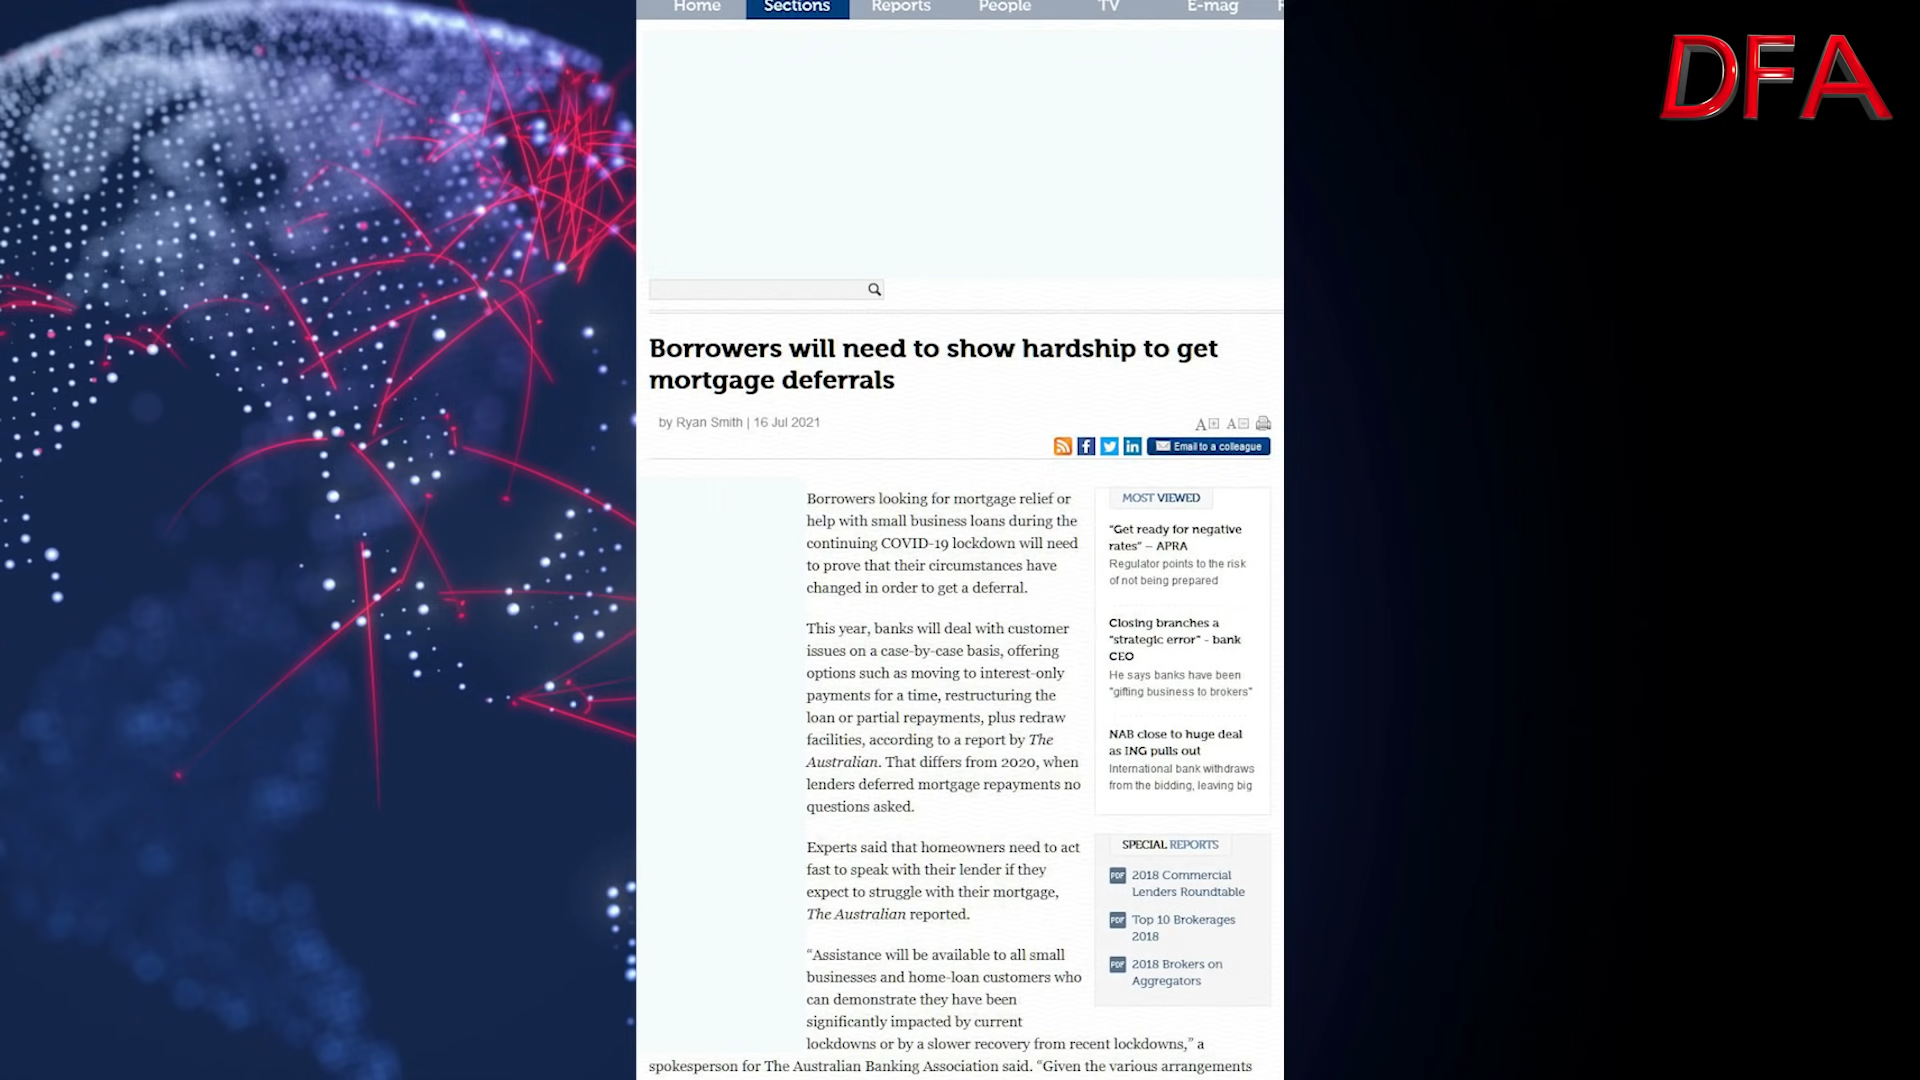 Home Sections Reports People TV E-mag
DFA
Borrowers will need to show hardship to get
mortgage deferrals
by Ryan Smith | 16 Jul 2021
A A
Email to a colleague
Borrowers looking for mortgage relief or
help with small business loans during the
continuing COVID-19 lockdown will need
to prove that their circumstances have
changed in order to get a deferral.
This year, banks will deal with customer
issues on a case-by-case basis, offering
options such as moving to interest-only
payments for a time, restructuring the
loan or partial repayments, plus redraw
facilities, according to a report by The
Australian. That differs from 2020, when
lenders deferred mortgage repayments no
questions asked.
Experts said that homeowners need to act
fast to speak with their lender if they
expect to struggle with their mortgage,
The Australian reported.
“Assistance will be available to all small
businesses and home-loan customers who
can demonstrate they have been
significantly impacted by current
lockdowns or by a slower recovery from recent lockdowns,” a
spokesperson for The Australian Banking Association said. “Given the various arrangements
MOST VIEWED
"Get ready for negative
rates" – APRA
Regulator points to the risk
of not being prepared
Closing branches a
"strategic error" - bank
CEO
He says banks have been
"gifting business to brokers"
NAB close to huge deal
as ING pulls out
International bank withdraws
from the bidding, leaving big
SPECIAL REPORTS
PDF 2018 Commercial
Lenders Roundtable
PDF Top 10 Brokerages
2018
PDF 2018 Brokers on
Aggregators